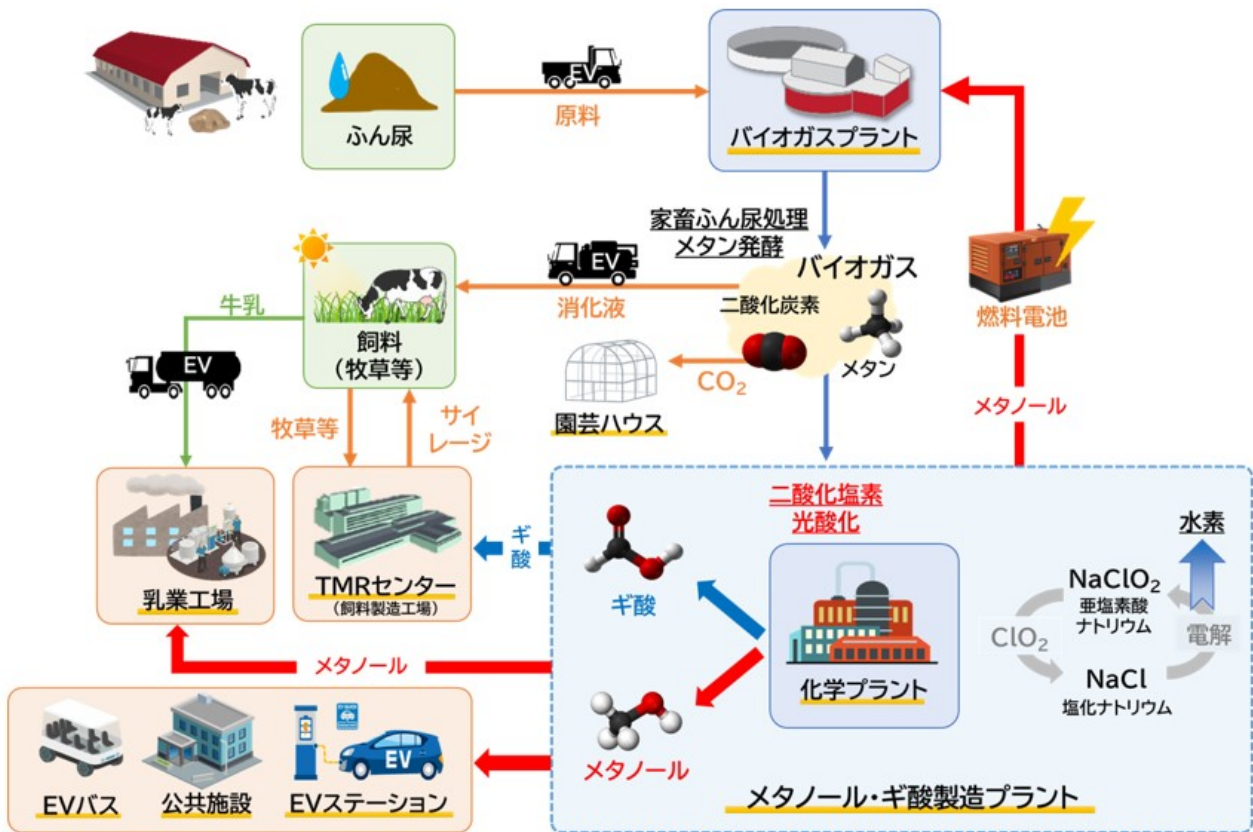 EV
原料
ふん尿
バイオガスプラント
家畜ふん尿処理
メタン発酵
バイオガス
二酸化炭素
メタン
EV
消化液
CO₂
園芸ハウス
燃料電池
メタノール
牛乳
EV
飼料
(牧草等)
牧草等
サイ
レージ
乳業工場
TMRセンター
(飼料製造工場)
ギ
酸
二酸化塩素
光酸化
ギ酸
化学プラント
メタノール
水素
NaClO₂
亜塩素酸
ナトリウム
ClO₂
電解
NaCl
塩化ナトリウム
メタノール・ギ酸製造プラント
メタノール
EVバス
公共施設
EV
EVステーション